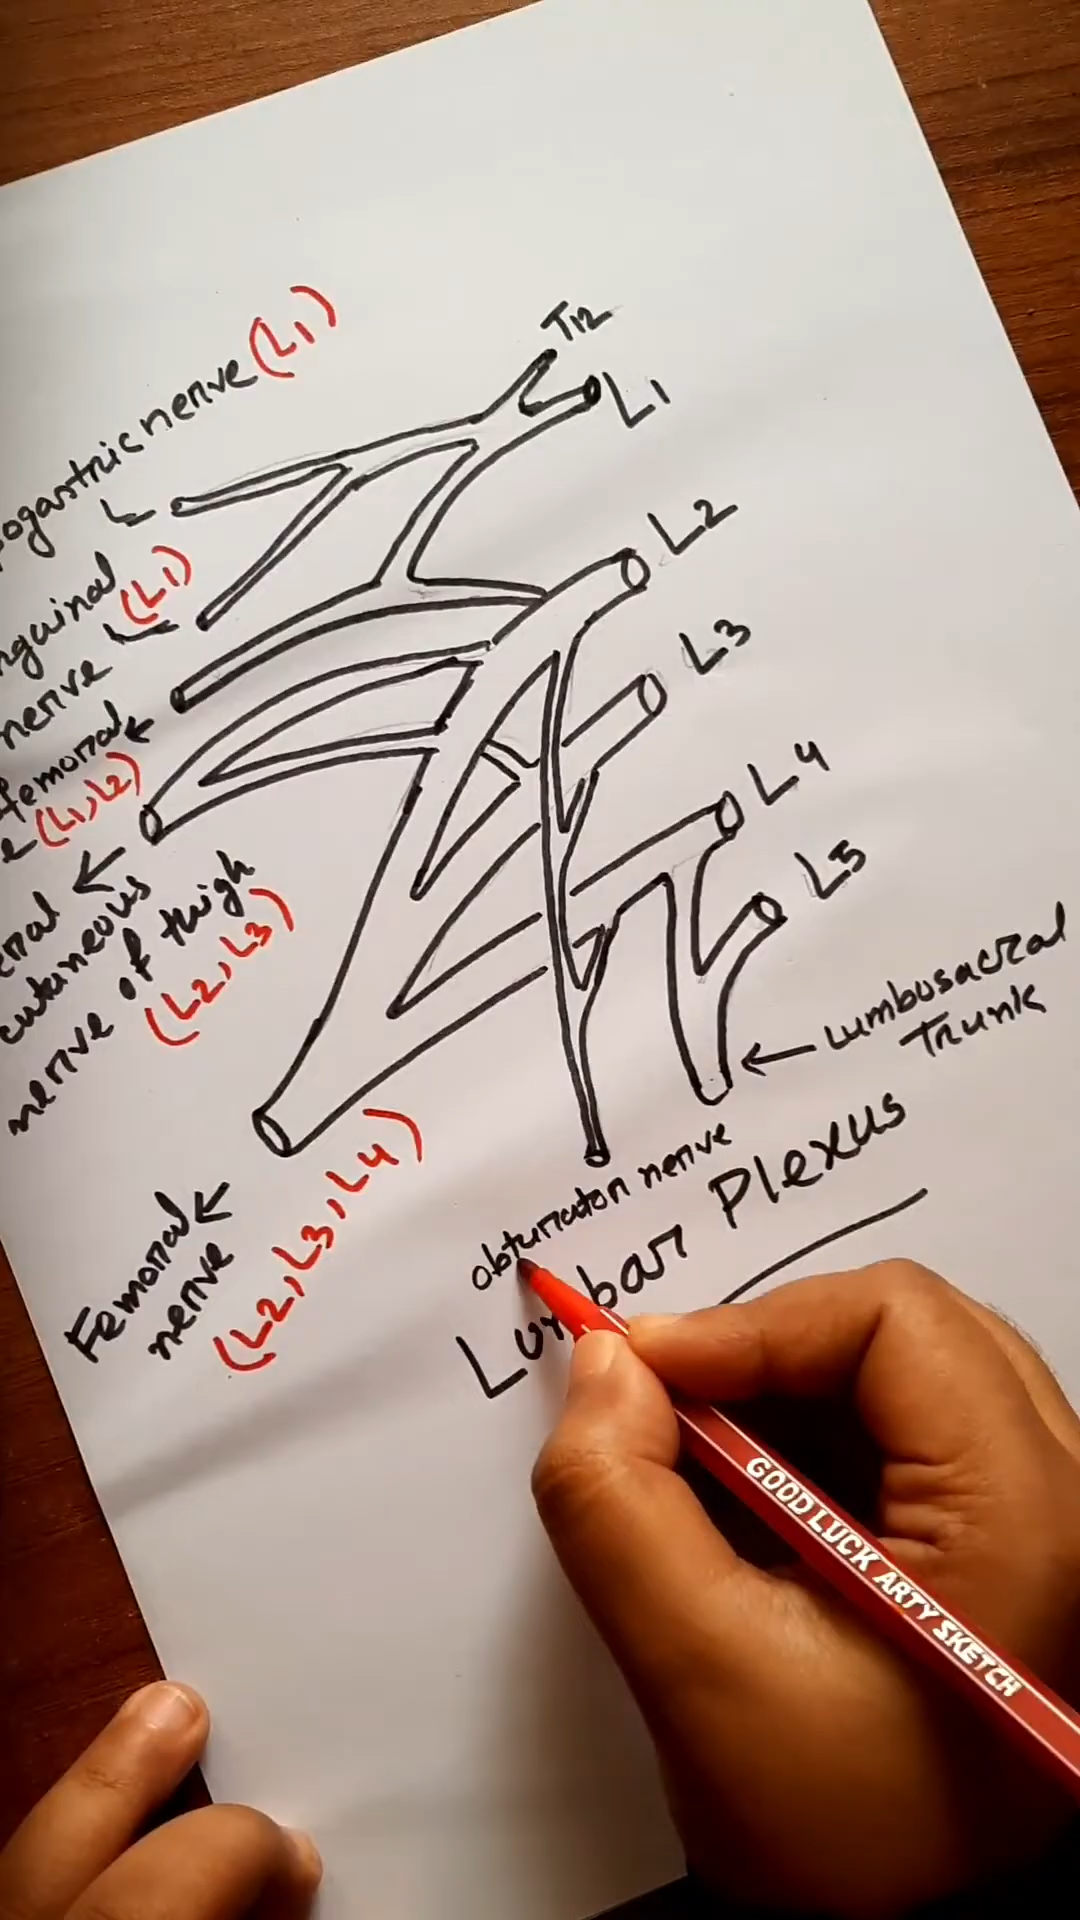 T12
L1
pogastric nerve (L1)
L2
nguinal
nerve (L1)
L3
femoral
e (L1, L2)
L4
L5
eral
cutaneous
nerve of thigh
(L2, L3)
Lumbosacral
Trunk
Femoral
nerve
(L2, L3, L4)
obturator nerve
Lumbar Plexus
GOOD LUCK ARTY SKETCH